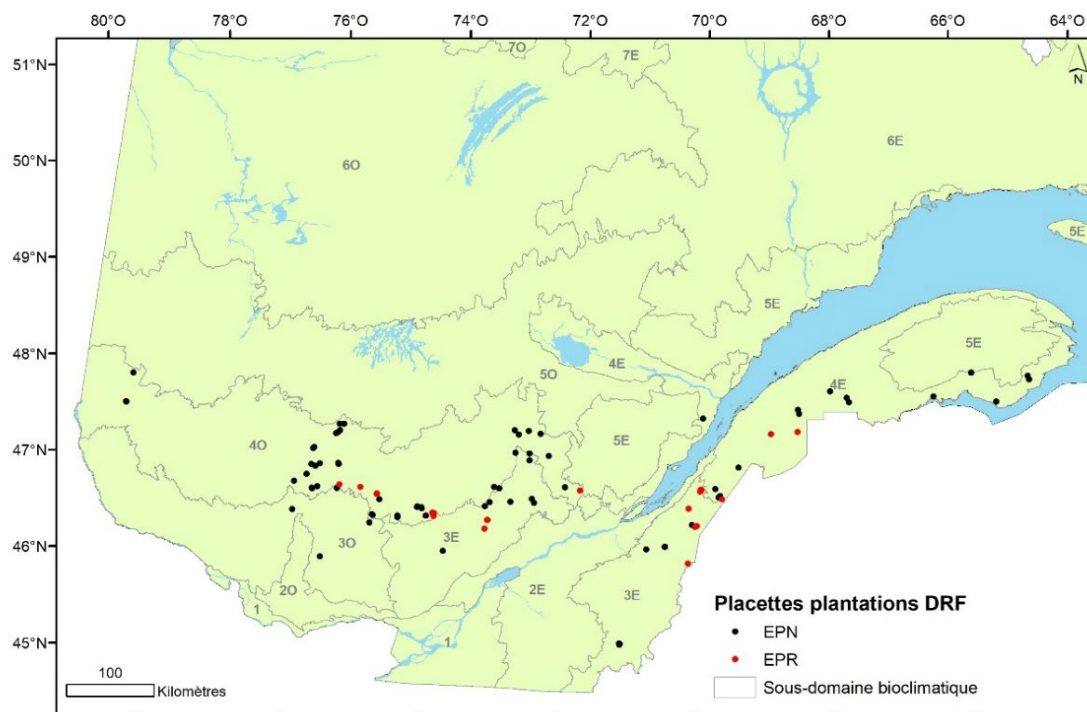 80° 78°O 76°O 74°O 72°O 70°O 68°O 66°O 64°O
51°N
50°N
49°N
48°N
47°N
46°N
45°N
N
7O
7E
6E
6O
5E
5E
4E
5O
5E
4E
5E
4O
3O
3E
2O
1
2E
3E
1
Placettes plantations DRF
EPN
EPR
Sous-domaine bioclimatique
100
Kilomètres